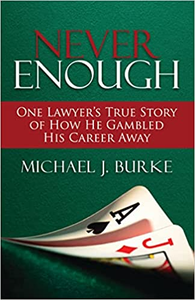 NEVER
ENOUGH
ONE LAWYER'S TRUE STORY
OF HOW HE GAMBLED
HIS CAREER AWAY
MICHAEL J. BURKE
A
J